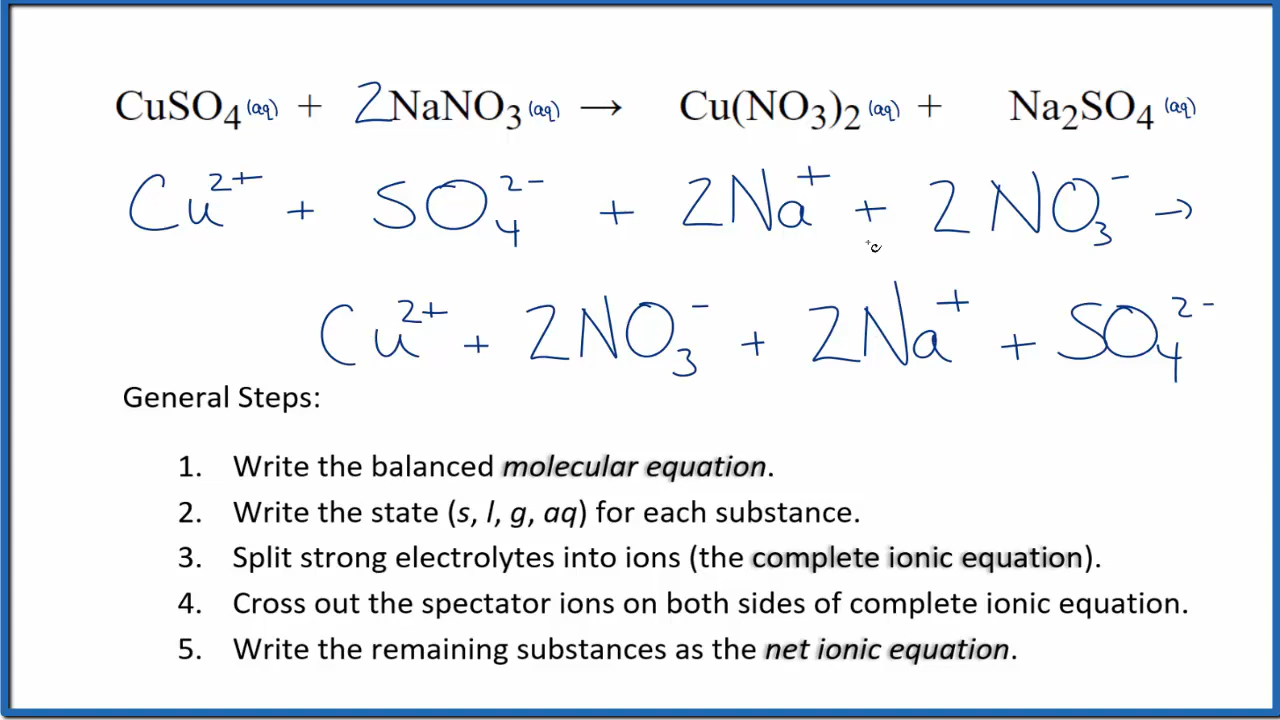 CuSO₄ (aq) + 2NaNO₃ (aq) → Cu(NO₃)₂ (aq) + Na₂SO₄ (aq)
Cu²⁺ + SO₄²⁻ + 2Na⁺ + 2NO₃⁻ →
Cu²⁺ + 2NO₃⁻ + 2Na⁺ + SO₄²⁻
General Steps:
1. Write the balanced molecular equation.
2. Write the state (s, l, g, aq) for each substance.
3. Split strong electrolytes into ions (the complete ionic equation).
4. Cross out the spectator ions on both sides of complete ionic equation.
5. Write the remaining substances as the net ionic equation.